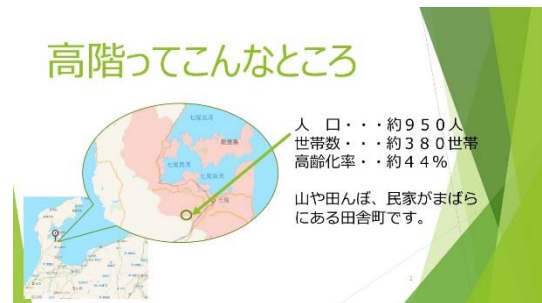 高階ってこんなところ
人　口・・・約９５０人
世帯数・・・約３８０世帯
高齢化率・・約４４％
山や田んぼ、民家がまばら
にある田舎町です。
七尾北湾
能登島
七尾西湾
七尾南湾
七尾